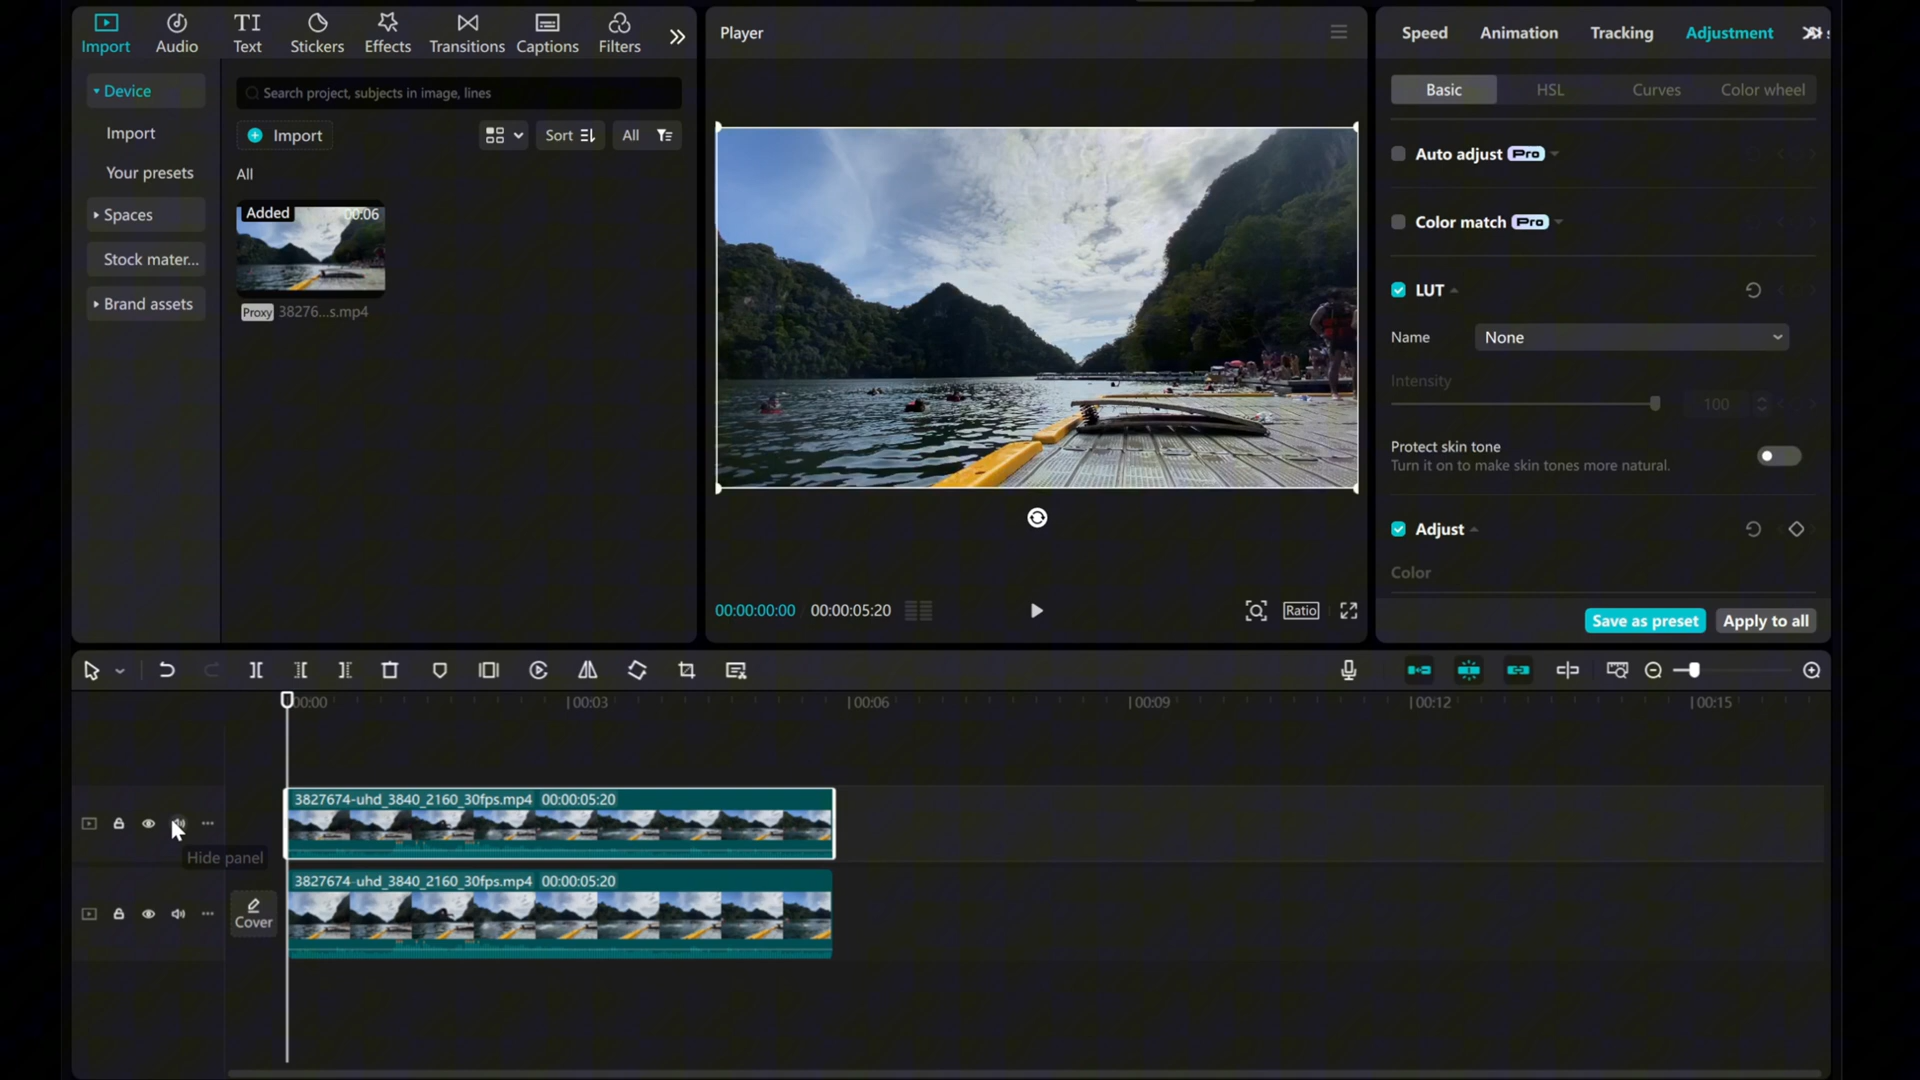 Import
Audio
Text
Stickers
Effects
Transitions
Captions
Filters
Device
Import
Your presets
Spaces
Stock mater...
Brand assets
Search project, subjects in image, lines
Import
Sort
All
All
Added
00:06
Proxy
38276...s.mp4
Player
00:00:00:00
00:00:05:20
Ratio
Speed
Animation
Tracking
Adjustment
Basic
HSL
Curves
Color wheel
Auto adjust Pro
Color match Pro
LUT
Name
None
Intensity
100
Protect skin tone
Turn it on to make skin tones more natural.
Adjust
Color
Save as preset
Apply to all
00:00
00:03
00:06
00:09
00:12
00:15
3827674-uhd_3840_2160_30fps.mp4 00:00:05:20
Hide panel
3827674-uhd_3840_2160_30fps.mp4 00:00:05:20
Cover